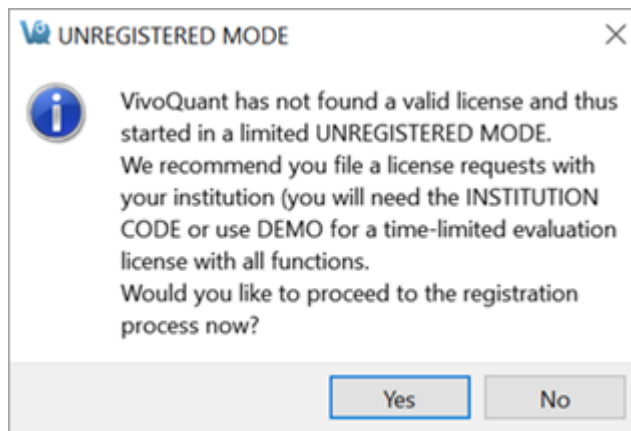 UNREGISTERED MODE
VivoQuant has not found a valid license and thus
started in a limited UNREGISTERED MODE.
We recommend you file a license requests with
your institution (you will need the INSTITUTION
CODE or use DEMO for a time-limited evaluation
license with all functions.
Would you like to proceed to the registration
process now?
Yes
No